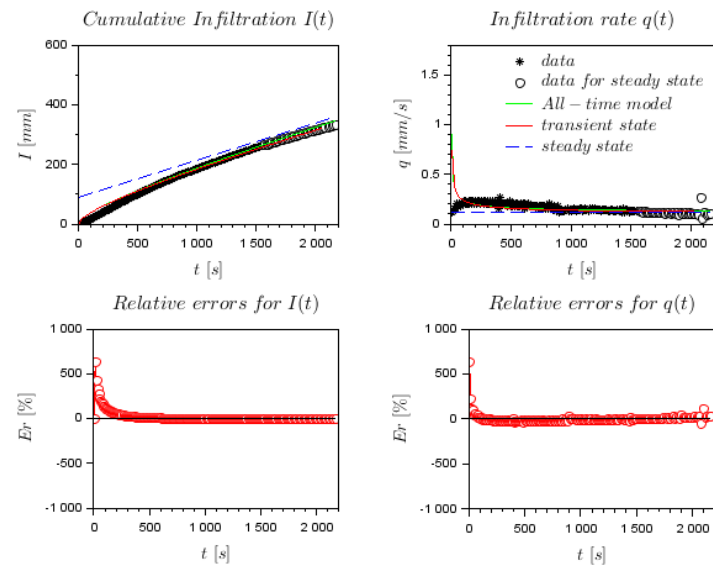 Cumulative Infiltration I(t)
600
400
200
0
I [mm]
0
500
1 000
1 500
2 000
t [s]
Infiltration rate q(t)
1.5
1
0.5
0
q [mm/s]
data
data for steady state
All − time model
transient state
steady state
0
500
1 000
1 500
2 000
t [s]
Relative errors for I(t)
1 000
500
0
-500
-1 000
Er [%]
0
500
1 000
1 500
2 000
t [s]
Relative errors for q(t)
1 000
500
0
-500
-1 000
Er [%]
0
500
1 000
1 500
2 000
t [s]